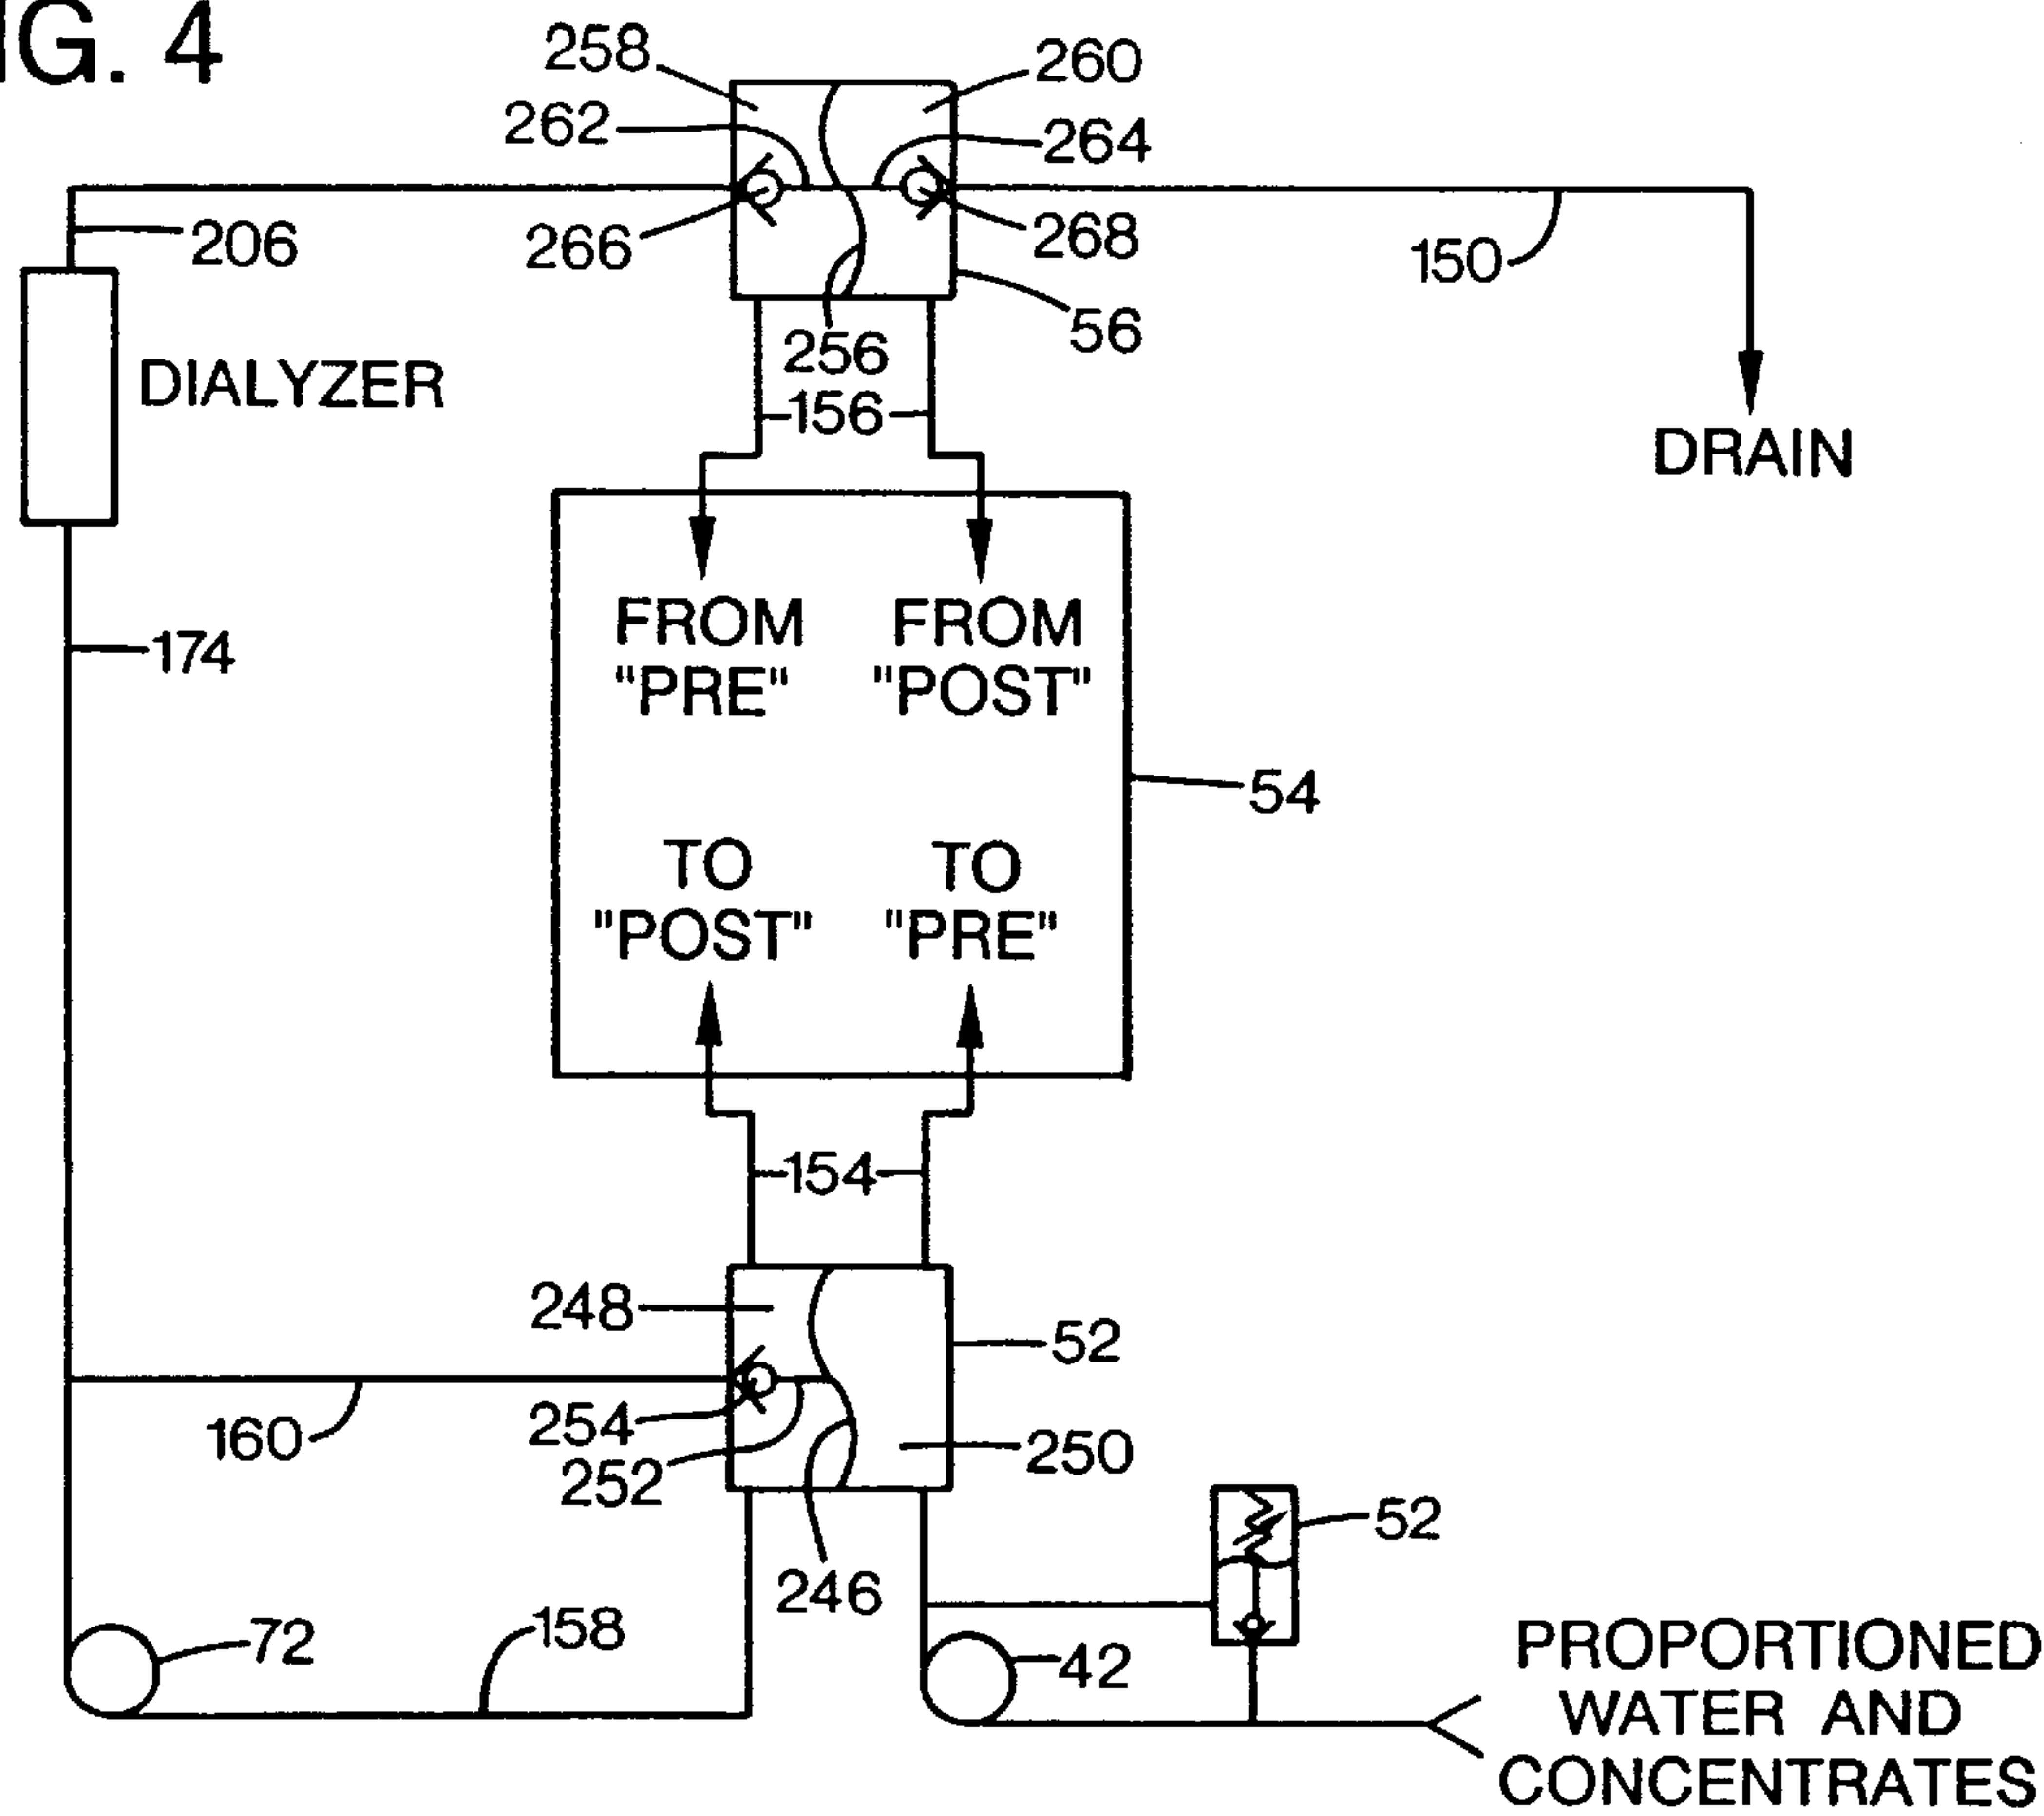 IG. 4
258
260
262
264
206
266
268
150
56
256
DIALYZER
156
DRAIN
FROM "PRE"
FROM "POST"
174
54
TO "POST"
TO "PRE"
154
248
52
254
160
252
250
52
246
72
158
42
PROPORTIONED
WATER AND
CONCENTRATES